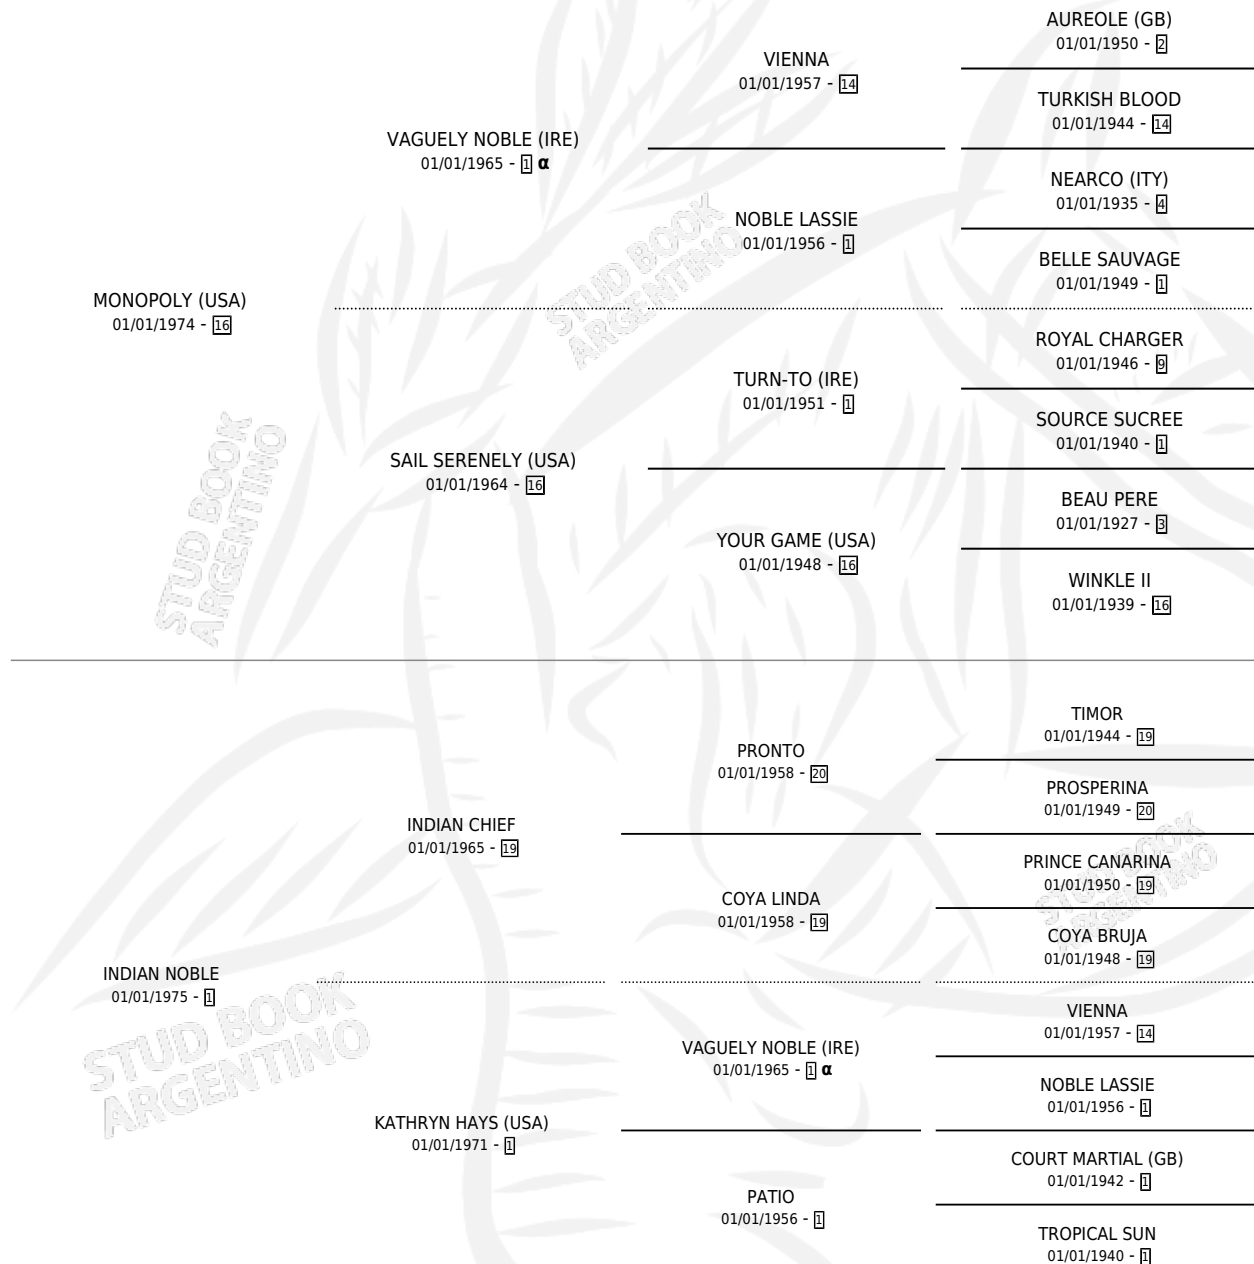 AUREOLE (GB)
01/01/1950 - 2
VIENNA
01/01/1957 - 14
TURKISH BLOOD
01/01/1944 - 14
VAGUELY NOBLE (IRE)
01/01/1965 - 1 α
NEARCO (ITY)
01/01/1935 - 4
NOBLE LASSIE
01/01/1956 - 1
BELLE SAUVAGE
01/01/1949 - 1
MONOPOLY (USA)
01/01/1974 - 16
ROYAL CHARGER
01/01/1946 - 9
TURN-TO (IRE)
01/01/1951 - 1
SOURCE SUCREE
01/01/1940 - 1
SAIL SERENELY (USA)
01/01/1964 - 16
BEAU PERE
01/01/1927 - 3
YOUR GAME (USA)
01/01/1948 - 16
WINKLE II
01/01/1939 - 16
TIMOR
01/01/1944 - 19
PRONTO
01/01/1958 - 20
PROSPERINA
01/01/1949 - 20
INDIAN CHIEF
01/01/1965 - 19
PRINCE CANARINA
01/01/1950 - 19
COYA LINDA
01/01/1958 - 19
COYA BRUJA
01/01/1948 - 19
INDIAN NOBLE
01/01/1975 - 1
VIENNA
01/01/1957 - 14
VAGUELY NOBLE (IRE)
01/01/1965 - 1 α
NOBLE LASSIE
01/01/1956 - 1
KATHRYN HAYS (USA)
01/01/1971 - 1
COURT MARTIAL (GB)
01/01/1942 - 1
PATIO
01/01/1956 - 1
TROPICAL SUN
01/01/1940 - 1
STUD BOOK
ARGENTINO
STUD BOOK
ARGENTINO
STUD BOOK
ARGENTINO
STUD BOOK
ARGENTINO